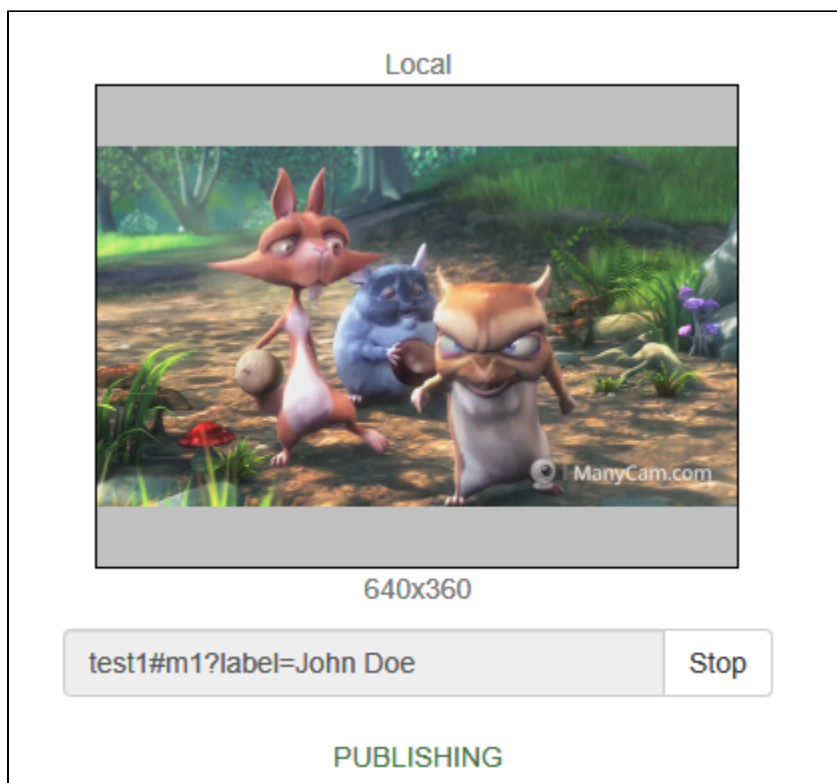 Local
ManyCam.com
640x360
test1#m1?label=John Doe
Stop
PUBLISHING